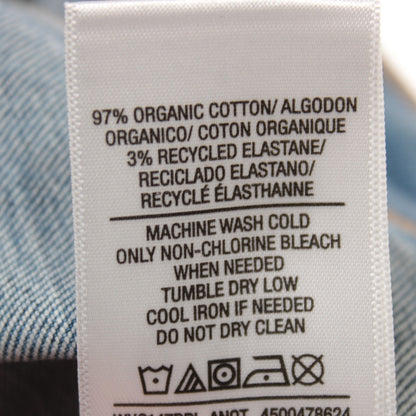 97% ORGANIC COTTON/ ALGODON
ORGANICO/ COTON ORGANIQUE
3% RECYCLED ELASTANE/
RECICLADO ELASTANO/
RECYCLÉ ÉLASTHANNE
MACHINE WASH COLD
ONLY NON-CHLORINE BLEACH
WHEN NEEDED
TUMBLE DRY LOW
COOL IRON IF NEEDED
DO NOT DRY CLEAN
4500478624